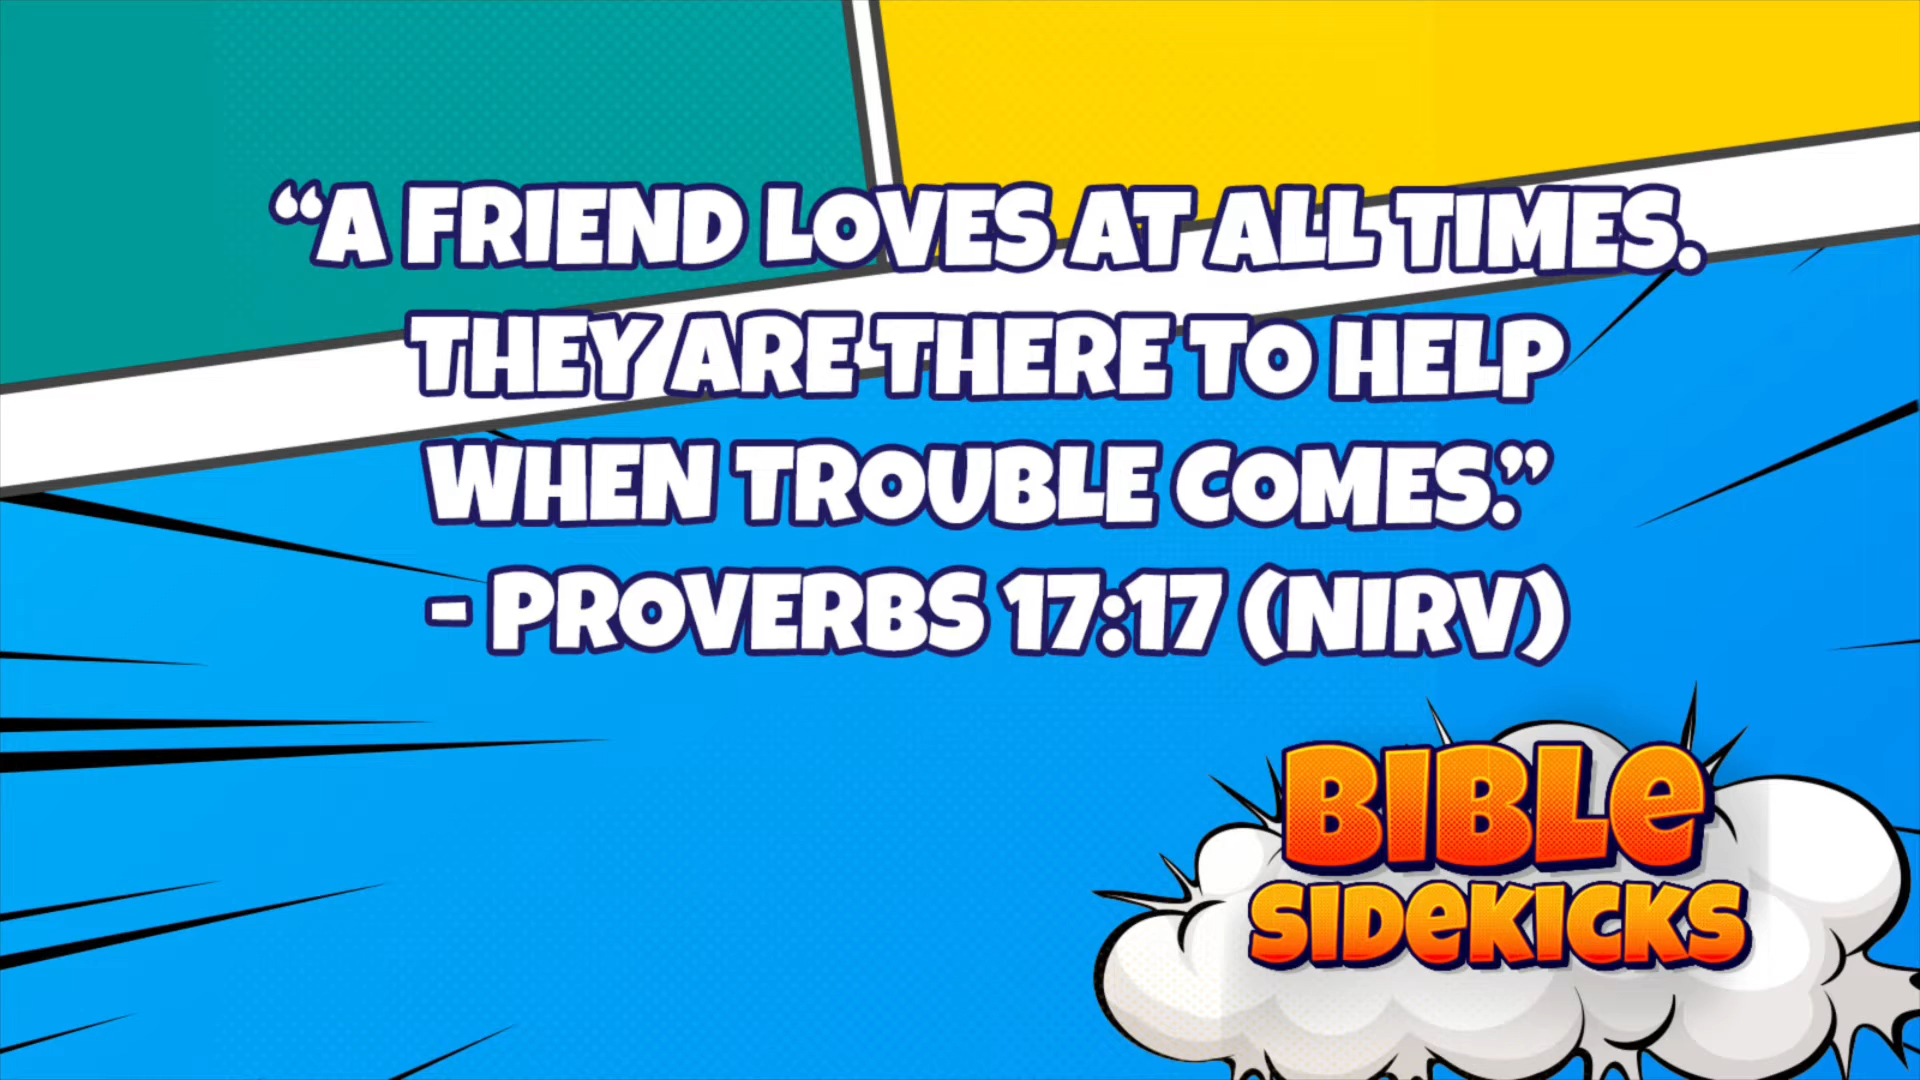 “A FRIEND LOVES AT ALL TIMES.
THEY ARE THERE TO HELP
WHEN TROUBLE COMES.”
- PROVERBS 17:17 (NIRV)
BIBLE
SIDEKICKS